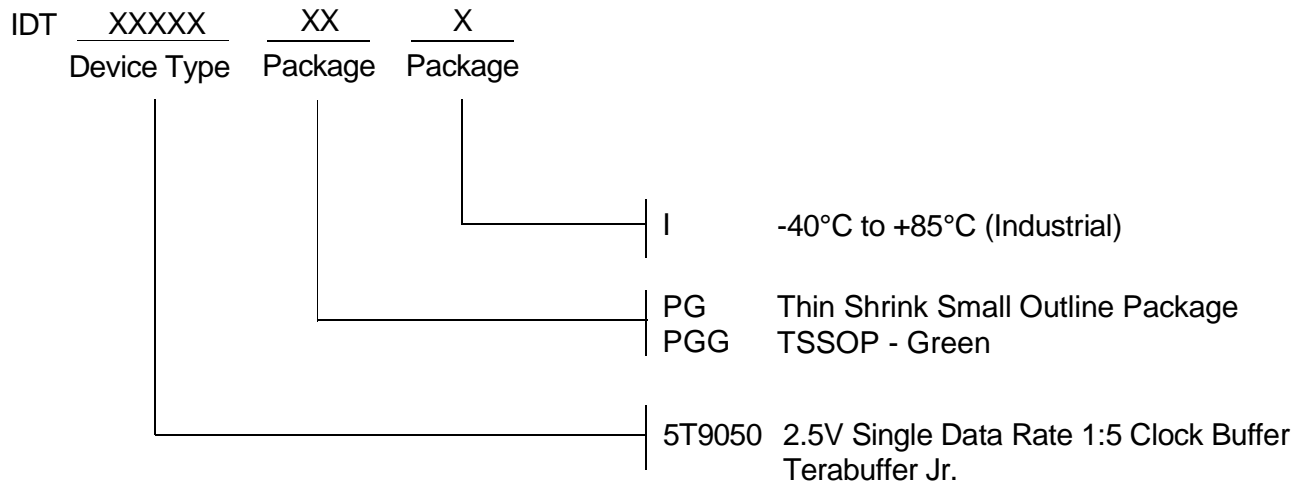 IDT XXXXX XX X
Device Type Package Package
I -40°C to +85°C (Industrial)
PG Thin Shrink Small Outline Package
PGG TSSOP - Green
5T9050 2.5V Single Data Rate 1:5 Clock Buffer
Terabuffer Jr.